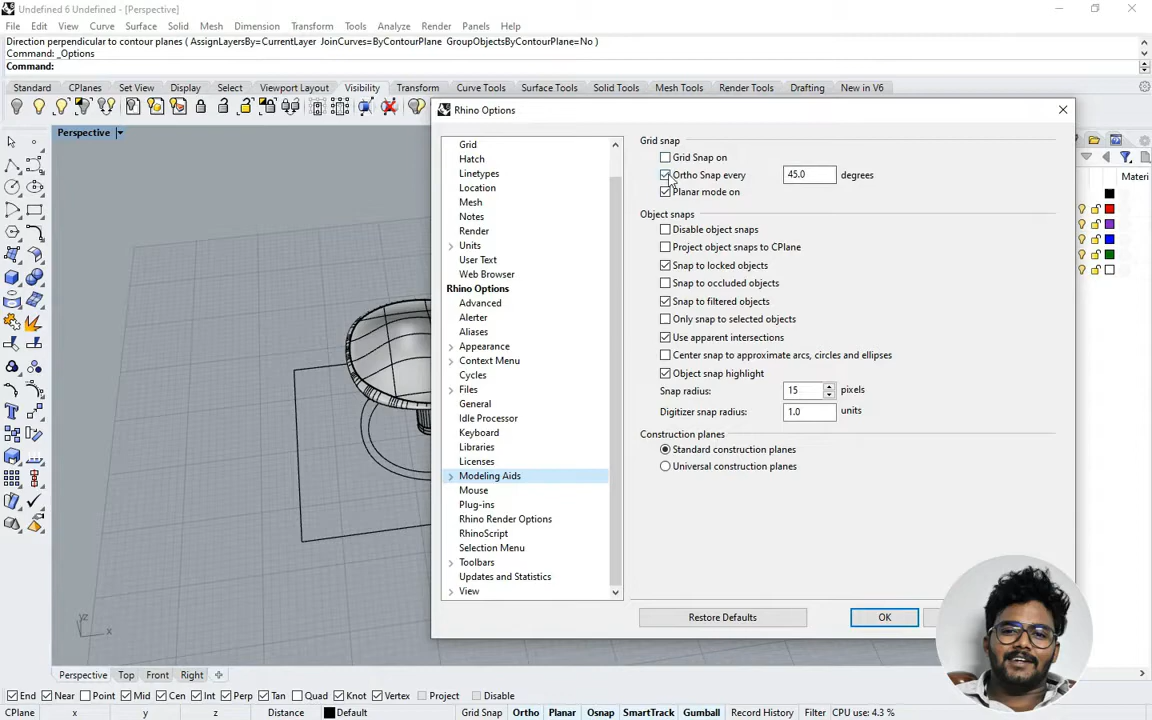 Undefined 6 Undefined - [Perspective]
File Edit View Curve Surface Solid Mesh Dimension Transform Tools Analyze Render Panels Help
Direction perpendicular to contour planes ( AssignLayersBy=CurrentLayer JoinCurves=ByContourPlane GroupObjectsByContourPlane=No )
Command: _Options
Command:
Standard CPlanes Set View Display Select Viewport Layout Visibility Transform Curve Tools Surface Tools Solid Tools Mesh Tools Render Tools Drafting New in V6
Perspective
Rhino Options
Grid
Hatch
Linetypes
Location
Mesh
Notes
Render
Units
User Text
Web Browser
Rhino Options
Advanced
Alerter
Aliases
Appearance
Context Menu
Cycles
Files
General
Idle Processor
Keyboard
Libraries
Licenses
Modeling Aids
Mouse
Plug-ins
Rhino Render Options
RhinoScript
Selection Menu
Toolbars
Updates and Statistics
View
Grid snap
Grid Snap on
Ortho Snap every 45.0 degrees
Planar mode on
Object snaps
Disable object snaps
Project object snaps to CPlane
Snap to locked objects
Snap to occluded objects
Snap to filtered objects
Only snap to selected objects
Use apparent intersections
Center snap to approximate arcs, circles and ellipses
Object snap highlight
Snap radius: 15 pixels
Digitizer snap radius: 1.0 units
Construction planes
Standard construction planes
Universal construction planes
Restore Defaults OK
Materi
yz
x
Perspective Top Front Right
End Near Point Mid Cen Int Perp Tan Quad Knot Vertex Project Disable
CPlane x y z Distance Default Grid Snap Ortho Planar Osnap SmartTrack Gumball Record History Filter CPU use: 4.3 %